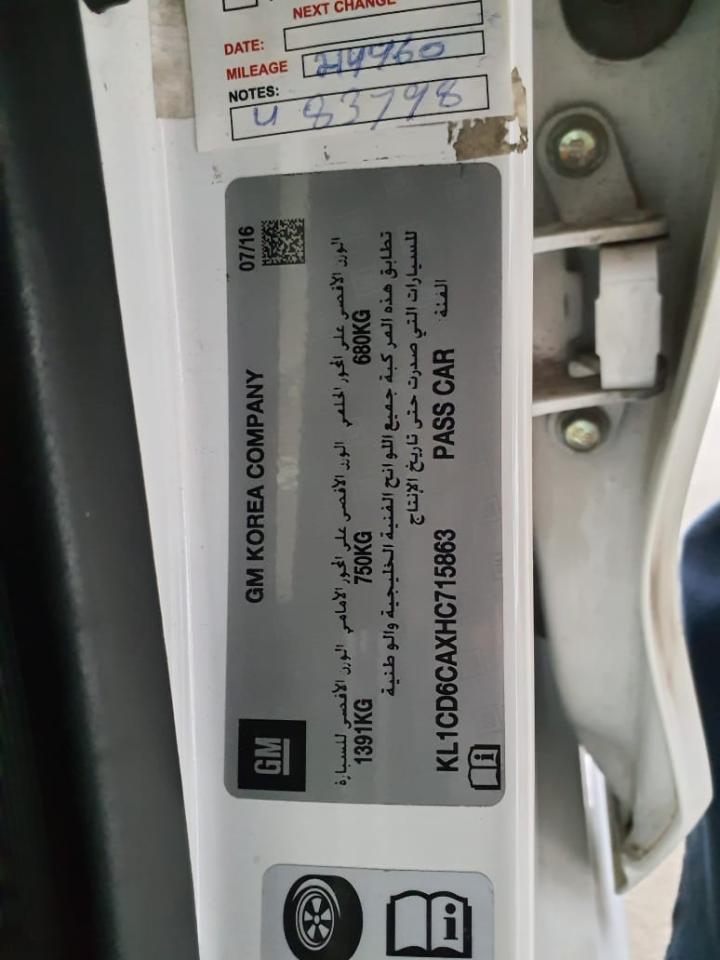 NEXT CHANGE
DATE:
MILEAGE 214460
NOTES:
u 83798
GM
GM KOREA COMPANY
07/16
الوزن الأقصى للسيارة الوزن الأقصى على المحور الأمامي الوزن الأقصى على المحور الخلفي
1391KG 750KG 680KG
تطابق هذه المركبة جميع اللوائح الفنية الخليجية والوطنية
للسيارات التي صدرت حتى تاريخ الإنتاج
الفئة
KL1CD6CAXHC715863 PASS CAR